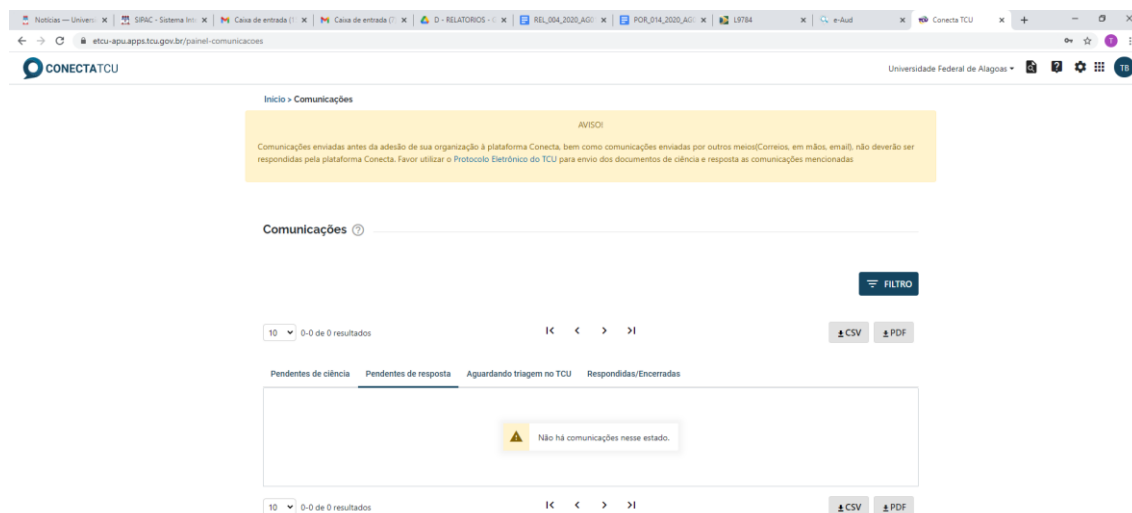 Notícias — Univers
SIPAC - Sistema Int
Caixa de entrada (1
Caixa de entrada (7
D - RELATORIOS -
REL_004_2020_AG
POR_014_2020_AG
L9784
e-Aud
Conecta TCU
etcu-apu.apps.tcu.gov.br/painel-comunicacoes
T
CONECTATCU
Universidade Federal de Alagoas
TB
Início > Comunicações
AVISO!
Comunicações enviadas antes da adesão de sua organização à plataforma Conecta, bem como comunicações enviadas por outros meios(Correios, em mãos, email), não deverão ser
respondidas pela plataforma Conecta. Favor utilizar o Protocolo Eletrônico do TCU para envio dos documentos de ciência e resposta as comunicações mencionadas
Comunicações
FILTRO
10 0-0 de 0 resultados
CSV PDF
Pendentes de ciência Pendentes de resposta Aguardando triagem no TCU Respondidas/Encerradas
Não há comunicações nesse estado.
10 0-0 de 0 resultados
CSV PDF